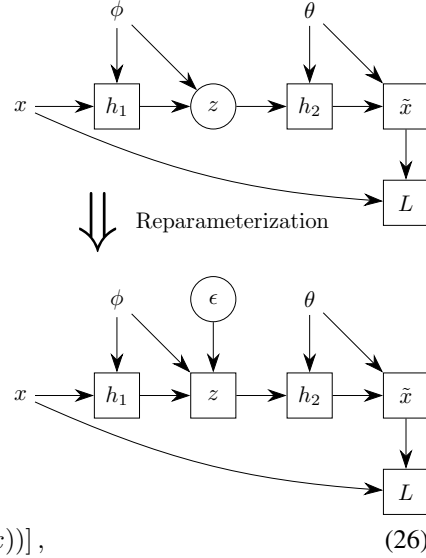 ϕ θ
x h₁ z h₂ x̃
L
Reparameterization
ϕ ϵ θ
x h₁ z h₂ x̃
L
))] , (26)